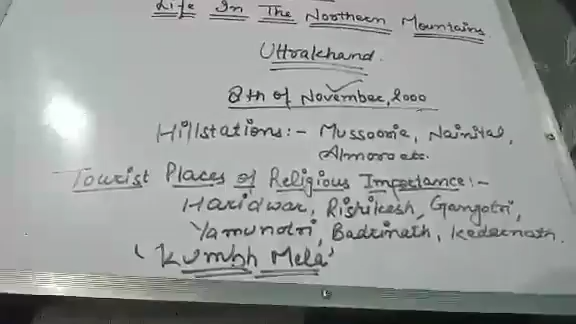 Life In The Noothern Mountains.
Uttrakhand.
8th of November, 2000
Hillstations:- Mussoorie, Nainital,
Almora etc.
Tourist Places of Religious Importance:-
Haridwar, Rishikesh, Gangotri,
Yamunotri, Badrinath, Kedarnath.
'Kumbh Mela'